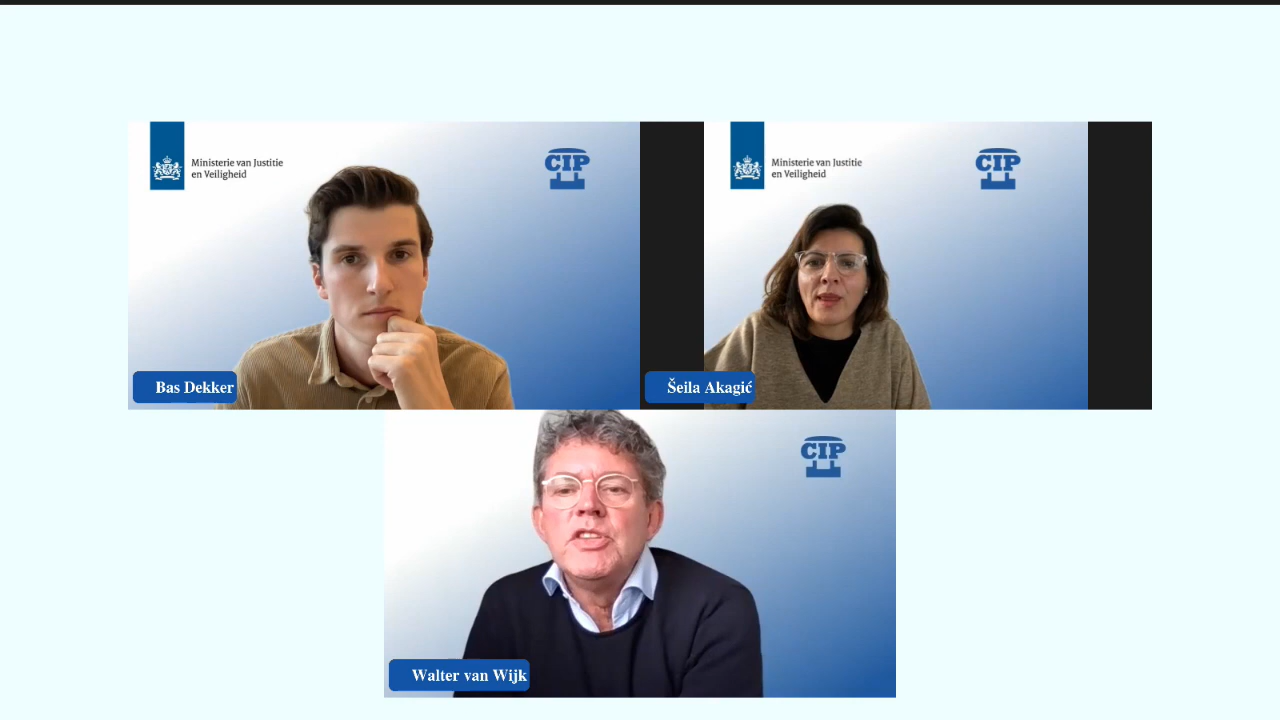 Ministerie van Justitie
en Veiligheid
CIP
Ministerie van Justitie
en Veiligheid
CIP
Bas Dekker
Šeila Akagić
CIP
Walter van Wijk